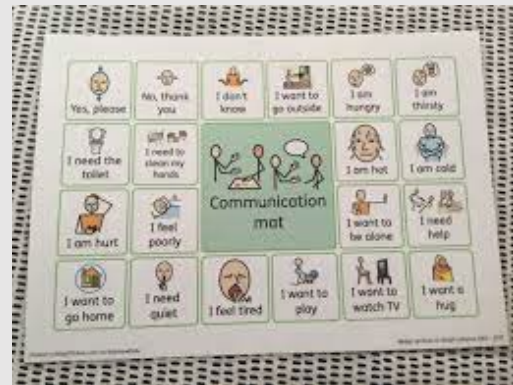 Yes, please
No, thank
you
I don't
know
I want to
go outside
I am
hungry
I am
thirsty
I need the
toilet
I need to
clean my
hands
Communication
mat
I am hot
I am cold
I am hurt
I feel
poorly
I want to
be alone
I need
help
I want to
go home
I need
quiet
I feel tired
I want to
play
I want to
watch TV
I want a
hug